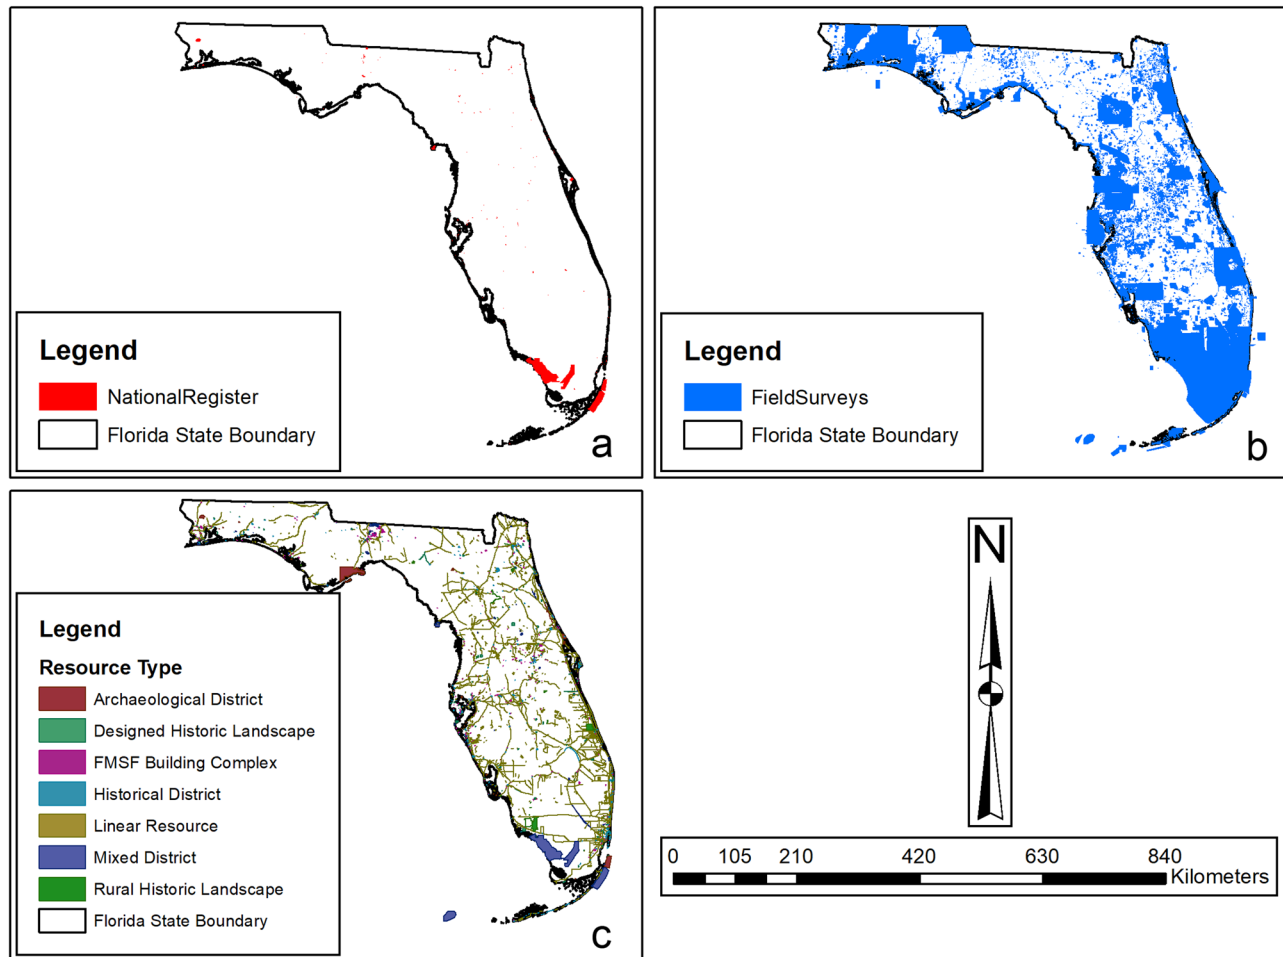 Legend
NationalRegister
Florida State Boundary
a
Legend
FieldSurveys
Florida State Boundary
b
Legend
Resource Type
Archaeological District
Designed Historic Landscape
FMSF Building Complex
Historical District
Linear Resource
Mixed District
Rural Historic Landscape
Florida State Boundary
c
N
0 105 210 420 630 840
Kilometers